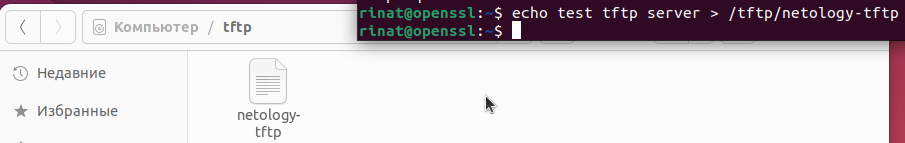 rinat@openssl:~$ echo test tftp server > /tftp/netology-tftp
rinat@openssl:~$
Компьютер / tftp
Недавние
Избранные
netology-
tftp